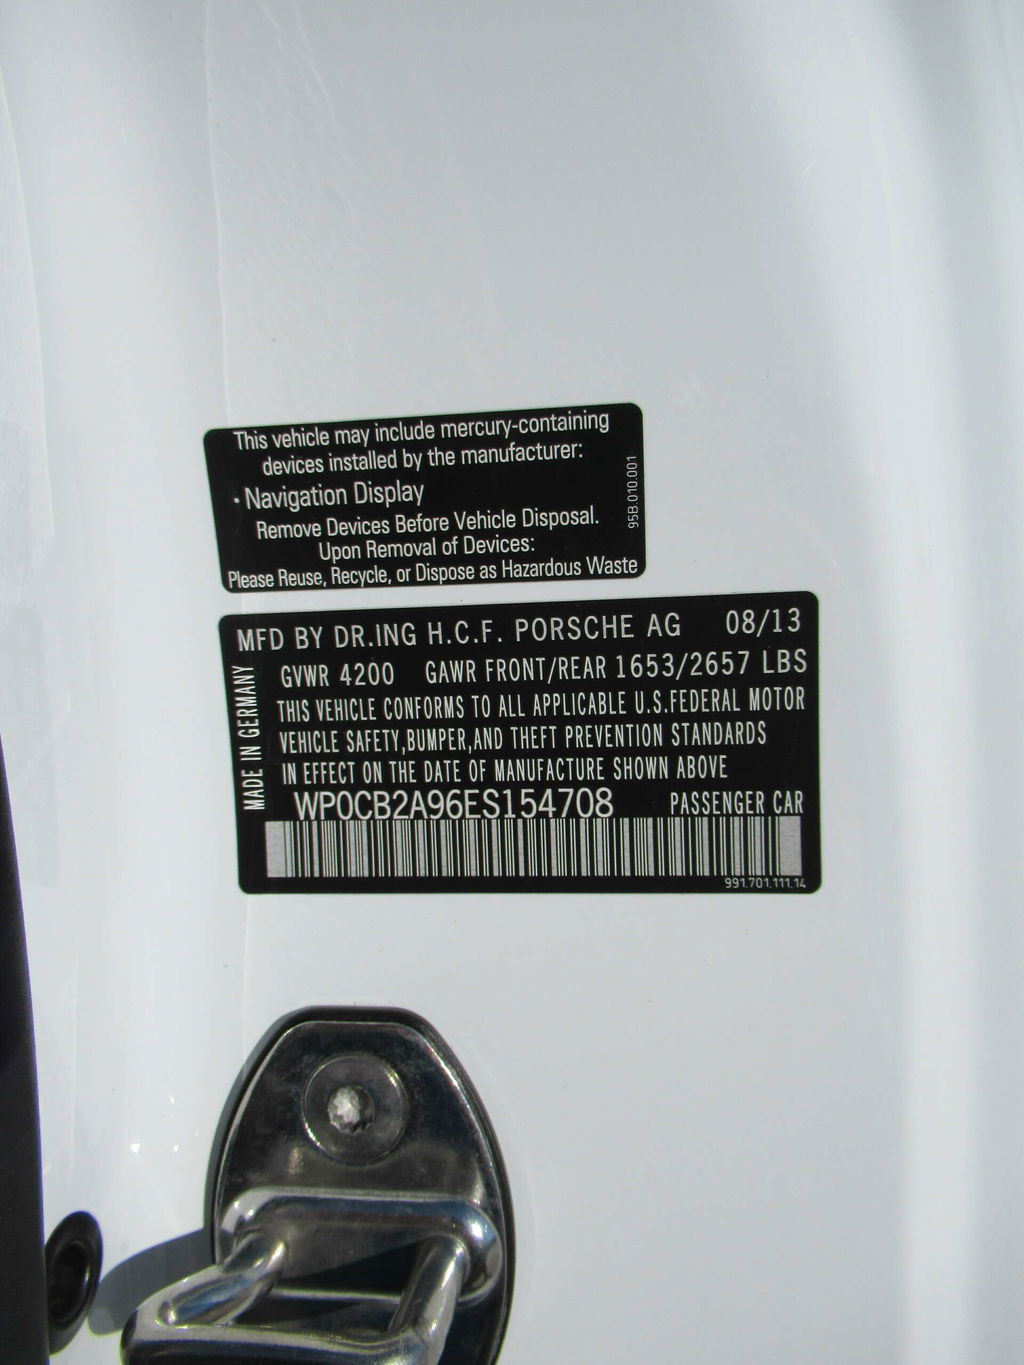 This vehicle may include mercury-containing
devices installed by the manufacturer:
· Navigation Display
Remove Devices Before Vehicle Disposal.
Upon Removal of Devices:
Please Reuse, Recycle, or Dispose as Hazardous Waste
95B.010.001
MFD BY DR.ING H.C.F. PORSCHE AG 08/13
GVWR 4200 GAWR FRONT/REAR 1653/2657 LBS
THIS VEHICLE CONFORMS TO ALL APPLICABLE U.S.FEDERAL MOTOR
VEHICLE SAFETY,BUMPER,AND THEFT PREVENTION STANDARDS
IN EFFECT ON THE DATE OF MANUFACTURE SHOWN ABOVE
WP0CB2A96ES154708 PASSENGER CAR
991.701.111.14
MADE IN GERMANY